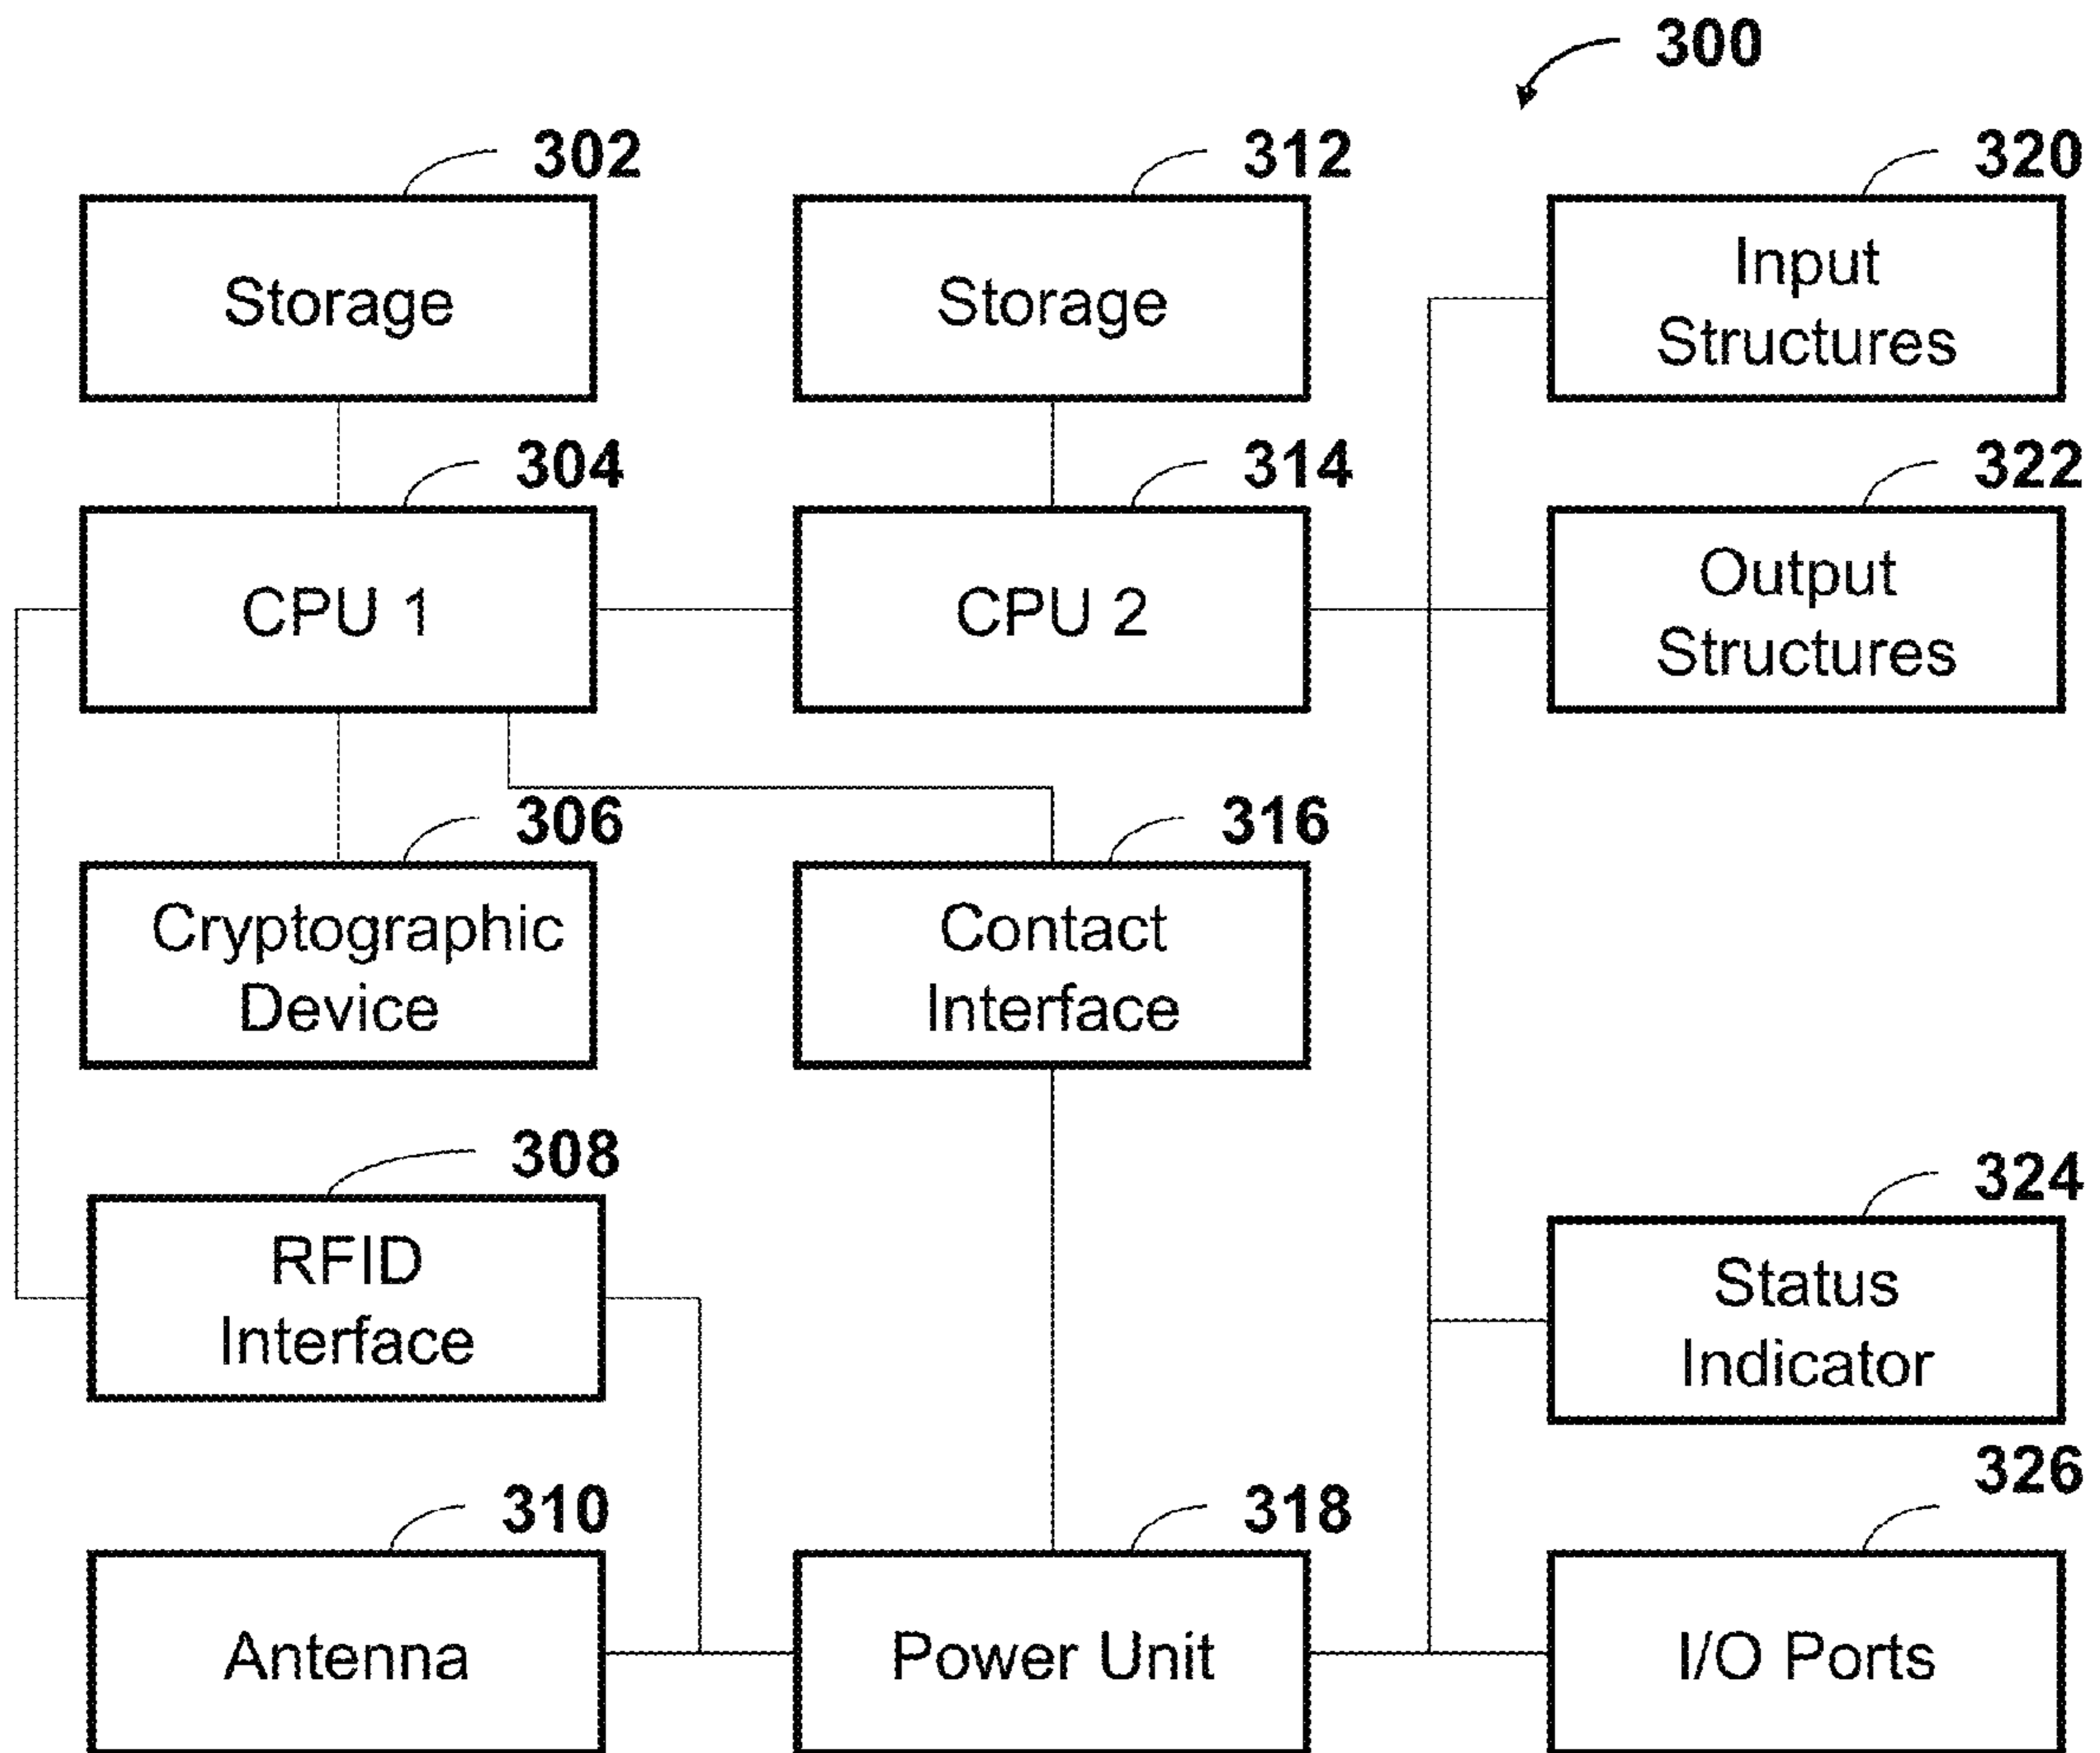 300
302
312
320
Storage
Storage
Input
Structures
304
314
322
CPU 1
CPU 2
Output
Structures
306
316
Cryptographic
Device
Contact
Interface
308
324
RFID
Interface
Status
Indicator
310
318
326
Antenna
Power Unit
I/O Ports